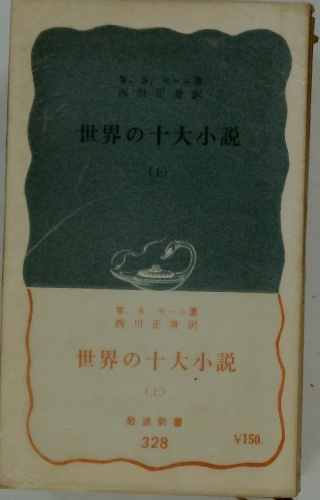 W. S. モーム著
西川正身訳
世界の十大小説
(上)
W. S. モーム著
西川正身訳
世界の十大小説
(上)
岩波新書
328
¥150.